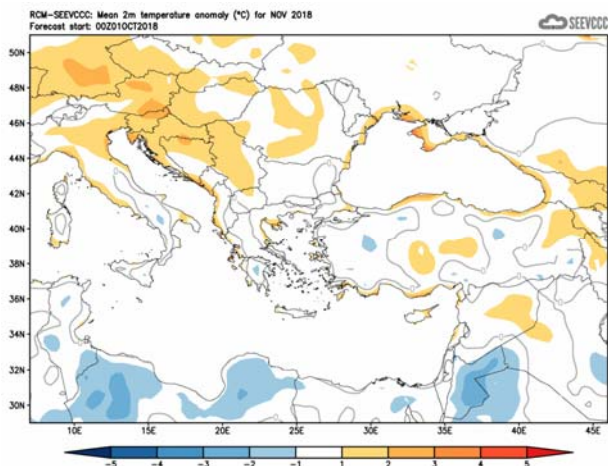 RCM-SEEVCCC: Mean 2m temperature anomaly (°C) for NOV 2018
Forecast start: 00Z01OCT2018
SEEVCCC
50N
48N
46N
44N
42N
40N
38N
36N
34N
32N
30N
10E 15E 20E 25E 30E 35E 40E 45E
-5 -4 -3 -2 -1 1 2 3 4 5